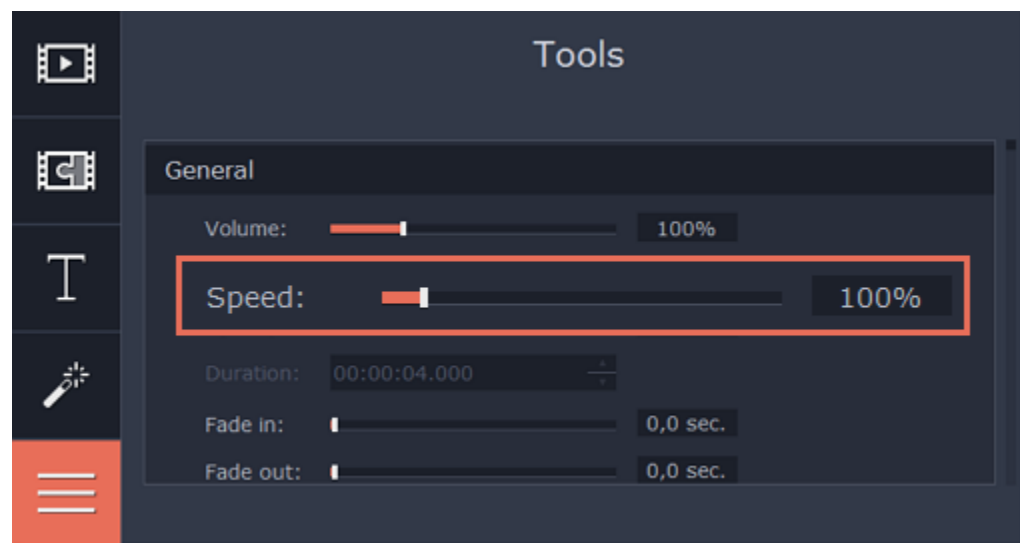 Tools
General
Volume: 100%
Speed: 100%
Duration: 00:00:04.000
Fade in: 0,0 sec.
Fade out: 0,0 sec.
T